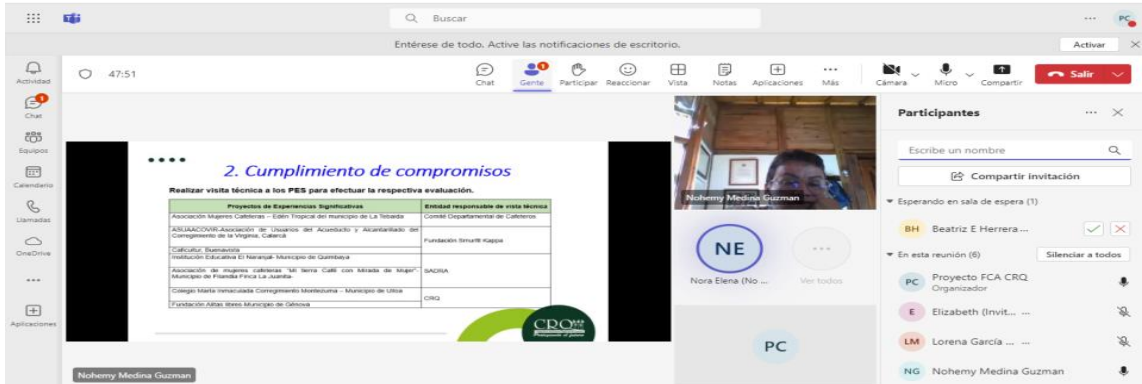 Buscar
PC
Entérese de todo. Active las notificaciones de escritorio.
Activar
Actividad
Chat
Equipos
Calendario
Llamadas
OneDrive
Aplicaciones
47:51
Chat
Gente
Participar
Reaccionar
Vista
Notas
Aplicaciones
Más
Cámara
Micro
Compartir
Salir
2. Cumplimiento de compromisos
Realizar visita técnica a los PES para efectuar la respectiva evaluación.
Proyectos de Experiencias Significativas
Entidad responsable de vista técnica
Asociación Mujeres Cafeteras – Edén Tropical del municipio de La Tebaida
Comité Departamental de Cafeteros
ASUAACOVIR-Asociación de Usuarios del Acueducto y Alcantarillado del
Corregimiento de la Virginia, Calarcá
Fundación Smurfit Kappa
Caficultur, Buenavista
Institución Educativa El Naranjal- Municipio de Quimbaya
Asociación de mujeres cafeteras "Mi tierra Café con Mirada de Mujer"-
Municipio de Filandia Finca La Juanita-
SADRA
Colegio Marta Inmaculada Corregimiento Montezuma – Municipio de Ulloa
CRQ
Fundación Alitas libres Municipio de Génova
CRQ
Nohemy Medina Guzman
Nohemy Medina Guzman
NE
Nora Elena (No ...
Ver todos
PC
Participantes
Escribe un nombre
Compartir invitación
Esperando en sala de espera (1)
BH
Beatriz E Herrera ...
En esta reunión (6)
Silenciar a todos
PC
Proyecto FCA CRQ
Organizador
E
Elizabeth (Invit... ...
LM
Lorena García ... ...
NG
Nohemy Medina Guzman